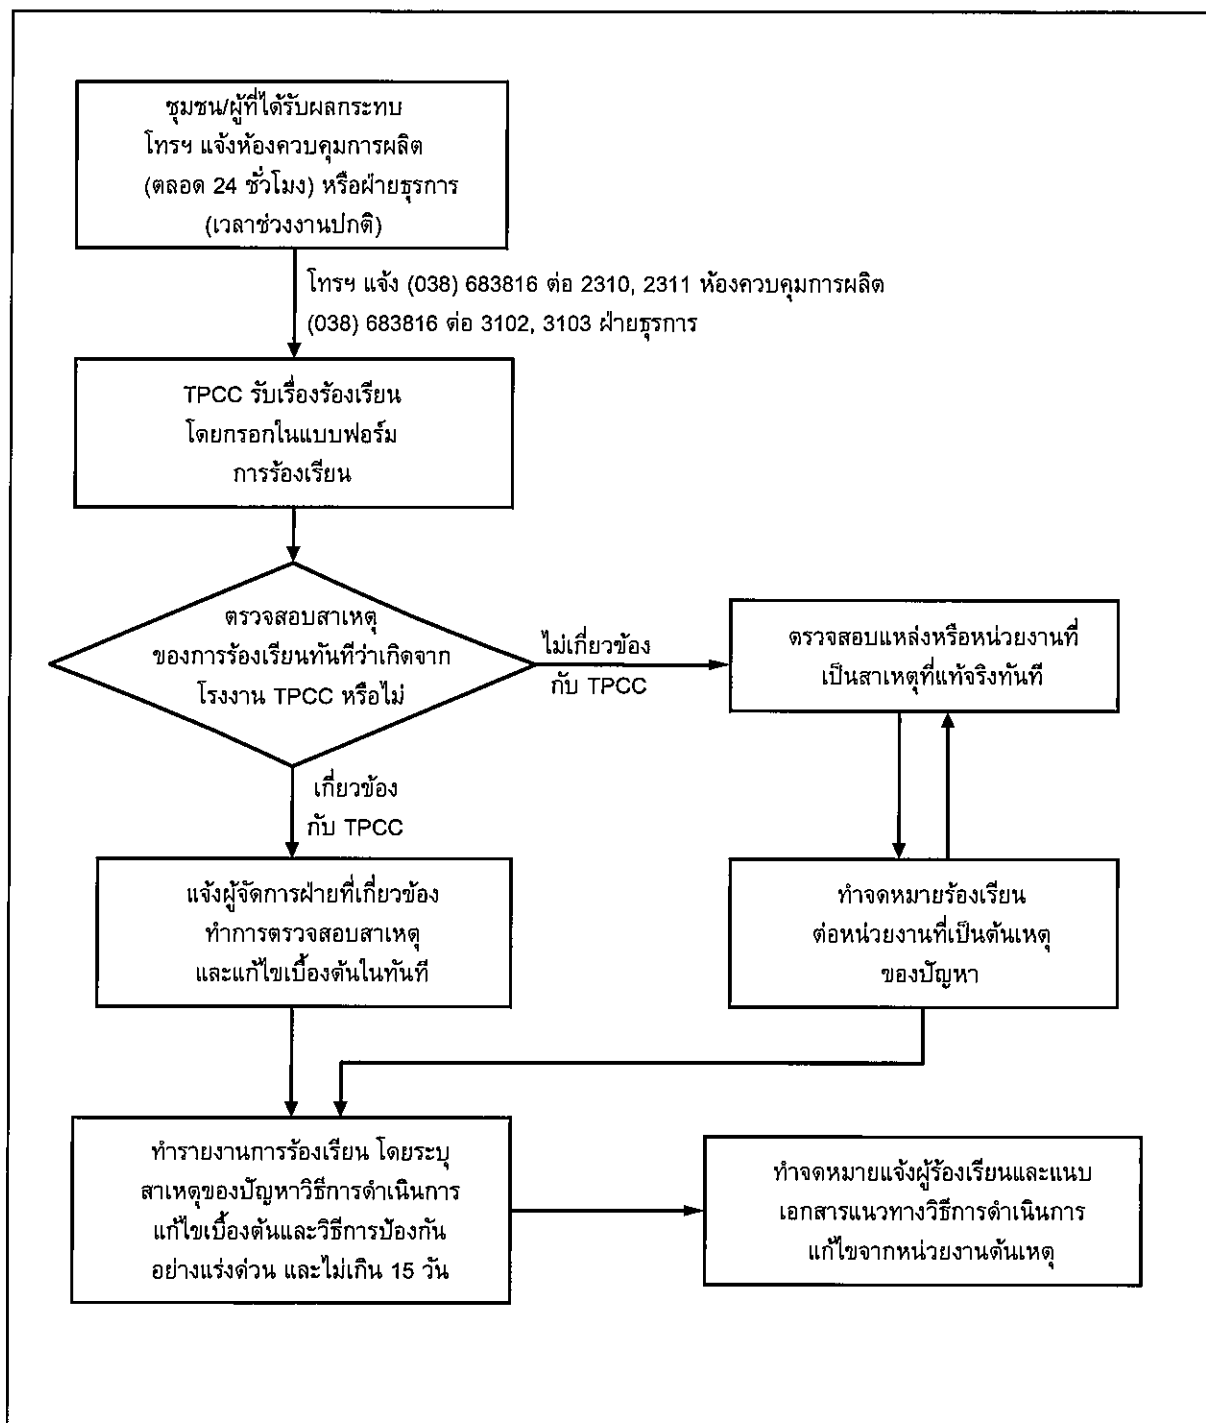 ชุมชน/ผู้ที่ได้รับผลกระทบ
โทรฯ แจ้งห้องควบคุมการผลิต
(ตลอด 24 ชั่วโมง) หรือฝ่ายธุรการ
(เวลาช่วงงานปกติ)
โทรฯ แจ้ง (038) 683816 ต่อ 2310, 2311 ห้องควบคุมการผลิต
(038) 683816 ต่อ 3102, 3103 ฝ่ายธุรการ
TPCC รับเรื่องร้องเรียน
โดยกรอกในแบบฟอร์ม
การร้องเรียน
ตรวจสอบสาเหตุ
ของการร้องเรียนทันทีว่าเกิดจาก
โรงงาน TPCC หรือไม่
ไม่เกี่ยวข้อง
กับ TPCC
ตรวจสอบแหล่งหรือหน่วยงานที่
เป็นสาเหตุที่แท้จริงทันที
เกี่ยวข้อง
กับ TPCC
แจ้งผู้จัดการฝ่ายที่เกี่ยวข้อง
ทำการตรวจสอบสาเหตุ
และแก้ไขเบื้องต้นในทันที
ทำจดหมายร้องเรียน
ต่อหน่วยงานที่เป็นต้นเหตุ
ของปัญหา
ทำรายงานการร้องเรียน โดยระบุ
สาเหตุของปัญหาวิธีการดำเนินการ
แก้ไขเบื้องต้นและวิธีการป้องกัน
อย่างแร่งด่วน และไม่เกิน 15 วัน
ทำจดหมายแจ้งผู้ร้องเรียนและแนบ
เอกสารแนวทางวิธีการดำเนินการ
แก้ไขจากหน่วยงานต้นเหตุ